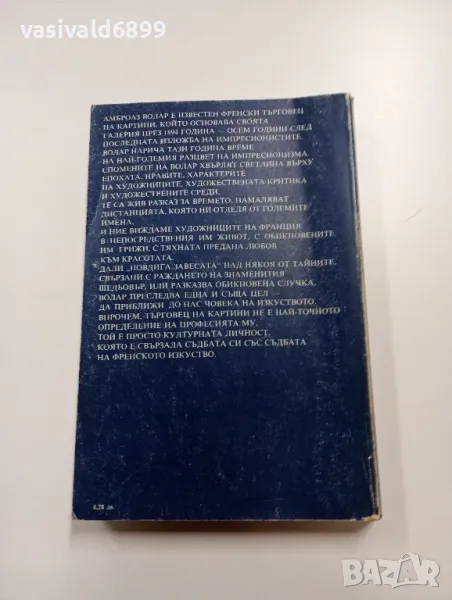 vasivald6899
АМБРОАЗ ВОЛАР Е ИЗВЕСТЕН ФРЕНСКИ ТЪРГОВЕЦ
НА КАРТИНИ, КОЙТО ОСНОВАВА СВОЯТА
ГАЛЕРИЯ ПРЕЗ 1894 ГОДИНА — ОСЕМ ГОДИНИ СЛЕД
ПОСЛЕДНАТА ИЗЛОЖБА НА ИМПРЕСИОНИСТИТЕ.
ВОЛАР НАРИЧА ТАЗИ ГОДИНА ВРЕМЕ
НА НАЙ-ГОЛЕМИЯ РАЗЦВЕТ НА ИМПРЕСИОНИЗМА.
СПОМЕНИТЕ НА ВОЛАР ХВЪРЛЯТ СВЕТЛИНА ВЪРХУ
ЕПОХАТА, НРАВИТЕ, ХАРАКТЕРИТЕ
НА ХУДОЖНИЦИТЕ, ХУДОЖЕСТВЕНАТА КРИТИКА
И ХУДОЖЕСТВЕНИТЕ СРЕДИ.
ТЕ СА ЖИВ РАЗКАЗ ЗА ВРЕМЕТО, НАМАЛЯВАТ
ДИСТАНЦИЯТА, КОЯТО НИ ОТДЕЛЯ ОТ ГОЛЕМИТЕ
ИМЕНА.
И НИЕ ВИЖДАМЕ ХУДОЖНИЦИТЕ НА ФРАНЦИЯ
В НЕПОСРЕДСТВЕНИЯ ИМ ЖИВОТ, С ОБИКНОВЕНИТЕ
ИМ ГРИЖИ, С ТЯХНАТА ПРЕДАНА ЛЮБОВ
КЪМ КРАСОТАТА.
ДАЛИ „ПОВДИГА ЗАВЕСАТА" НАД НЯКОЯ ОТ ТАЙНИТЕ,
СВЪРЗАНИ С РАЖДАНЕТО НА ЗНАМЕНИТИЯ
ШЕДЬОВЪР, ИЛИ РАЗКАЗВА ОБИКНОВЕНА СЛУЧКА,
ВОЛАР ПРЕСЛЕДВА ЕДНА И СЪЩА ЦЕЛ —
ДА ПРИБЛИЖИ ДО НАС ЧОВЕКА НА ИЗКУСТВОТО.
ВПРОЧЕМ, ТЪРГОВЕЦ НА КАРТИНИ НЕ Е НАЙ-ТОЧНОТО
ОПРЕДЕЛЕНИЕ НА ПРОФЕСИЯТА МУ.
ТОЙ Е ПРОСТО КУЛТУРНАТА ЛИЧНОСТ,
КОЯТО Е СВЪРЗАЛА СЪДБАТА СИ СЪС СЪДБАТА
НА ФРЕНСКОТО ИЗКУСТВО.
лв.
BAZAR